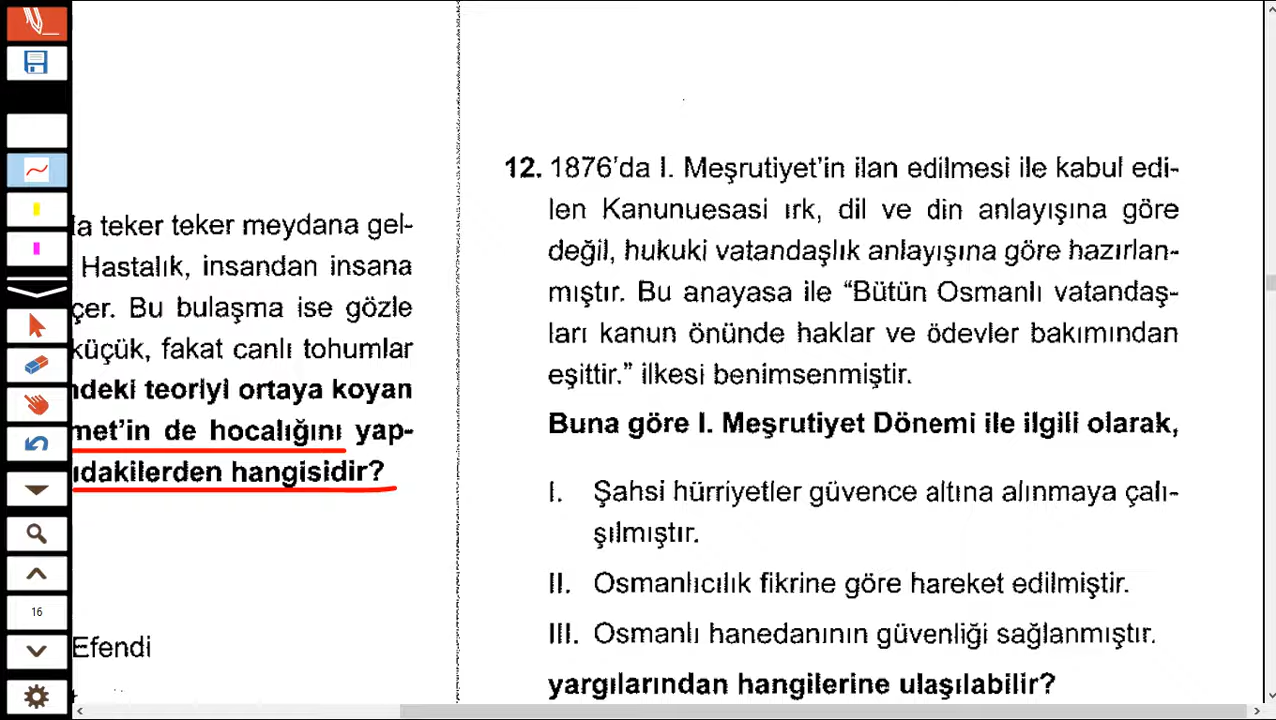 la teker teker meydana gel-
Hastalık, insandan insana
çer. Bu bulaşma ise gözle
küçük, fakat canlı tohumlar
ndeki teoriyi ortaya koyan
met’in de hocalığını yap-
ıdakilerden hangisidir?
Efendi
12. 1876’da I. Meşrutiyet’in ilan edilmesi ile kabul edi-
len Kanunuesasi ırk, dil ve din anlayışına göre
değil, hukuki vatandaşlık anlayışına göre hazırlan-
mıştır. Bu anayasa ile “Bütün Osmanlı vatandaş-
ları kanun önünde haklar ve ödevler bakımından
eşittir.” ilkesi benimsenmiştir.
Buna göre I. Meşrutiyet Dönemi ile ilgili olarak,
I. Şahsi hürriyetler güvence altına alınmaya çalı-
şılmıştır.
II. Osmanlıcılık fikrine göre hareket edilmiştir.
III. Osmanlı hanedanının güvenliği sağlanmıştır.
yargılarından hangilerine ulaşılabilir?
16